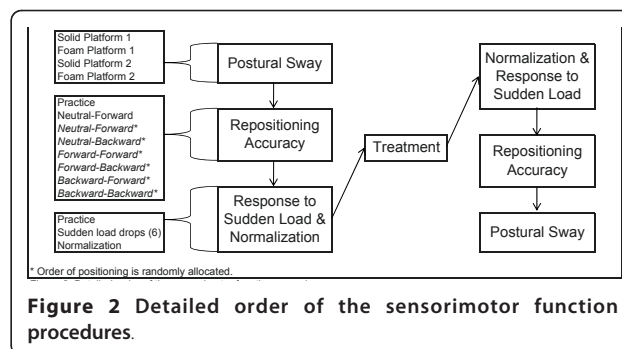 Solid Platform 1
Foam Platform 1
Solid Platform 2
Foam Platform 2
Postural Sway
Practice
Neutral-Forward
Neutral-Forward*
Neutral-Backward*
Forward-Forward*
Forward-Backward*
Backward-Forward*
Backward-Backward*
Repositioning
Accuracy
Practice
Sudden load drops (6)
Normalization
Response to
Sudden Load &
Normalization
Treatment
Normalization &
Response to
Sudden Load
Repositioning
Accuracy
Postural Sway
* Order of positioning is randomly allocated.
Figure 2 Detailed order of the sensorimotor function
procedures.